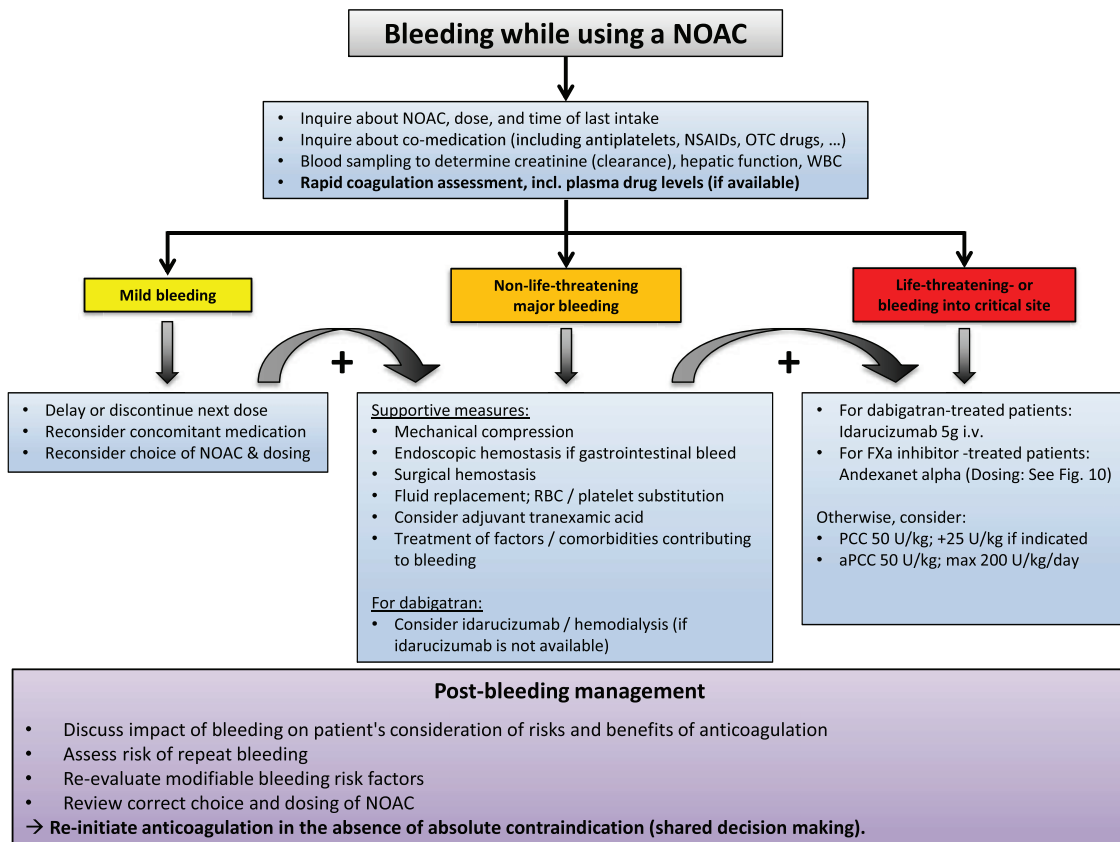 Bleeding while using a NOAC
• Inquire about NOAC, dose, and time of last intake
• Inquire about co-medication (including antiplatelets, NSAIDs, OTC drugs, …)
• Blood sampling to determine creatinine (clearance), hepatic function, WBC
• Rapid coagulation assessment, incl. plasma drug levels (if available)
Mild bleeding
Non-life-threatening
major bleeding
Life-threatening- or
bleeding into critical site
+
+
• Delay or discontinue next dose
• Reconsider concomitant medication
• Reconsider choice of NOAC & dosing
Supportive measures:
• Mechanical compression
• Endoscopic hemostasis if gastrointestinal bleed
• Surgical hemostasis
• Fluid replacement; RBC / platelet substitution
• Consider adjuvant tranexamic acid
• Treatment of factors / comorbidities contributing
to bleeding
For dabigatran:
• Consider idarucizumab / hemodialysis (if
idarucizumab is not available)
• For dabigatran-treated patients:
Idarucizumab 5g i.v.
• For FXa inhibitor -treated patients:
Andexanet alpha (Dosing: See Fig. 10)
Otherwise, consider:
• PCC 50 U/kg; +25 U/kg if indicated
• aPCC 50 U/kg; max 200 U/kg/day
Post-bleeding management
• Discuss impact of bleeding on patient's consideration of risks and benefits of anticoagulation
• Assess risk of repeat bleeding
• Re-evaluate modifiable bleeding risk factors
• Review correct choice and dosing of NOAC
→ Re-initiate anticoagulation in the absence of absolute contraindication (shared decision making).